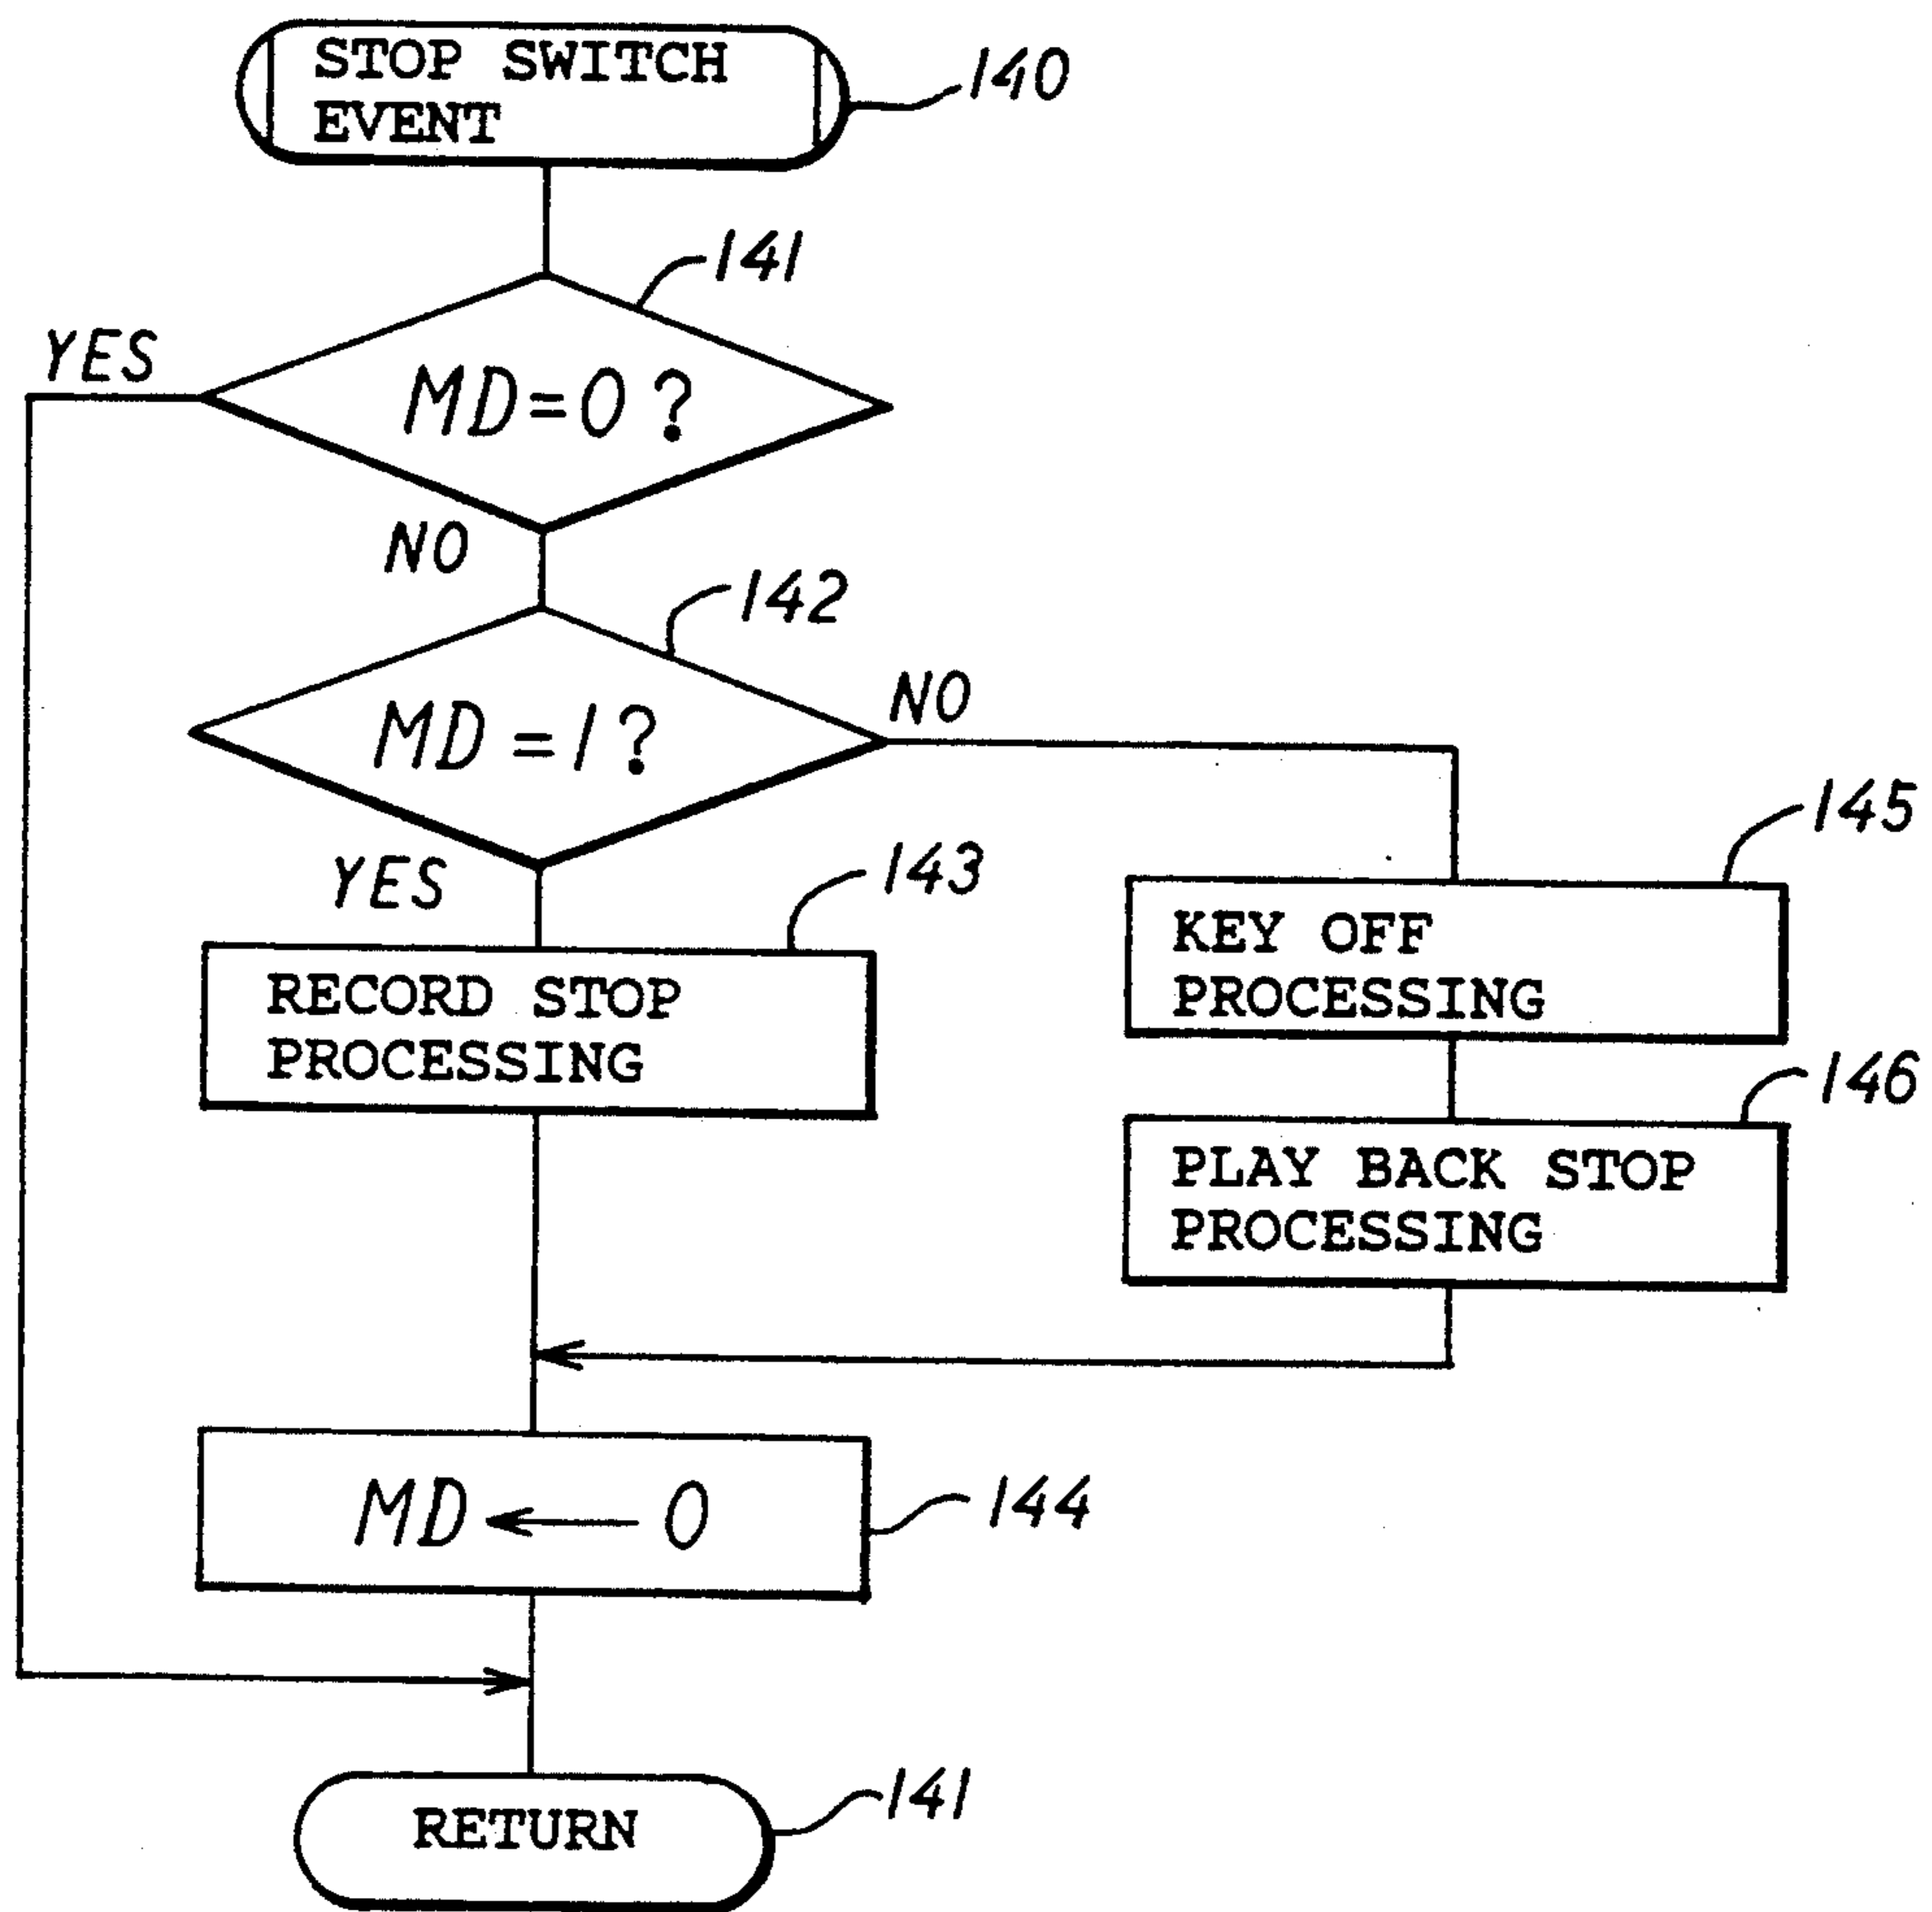 STOP SWITCH
EVENT
140
141
YES
MD=0?
NO
142
MD=1?
NO
YES
143
145
RECORD STOP
PROCESSING
KEY OFF
PROCESSING
146
PLAY BACK STOP
PROCESSING
MD ← 0
144
RETURN
141